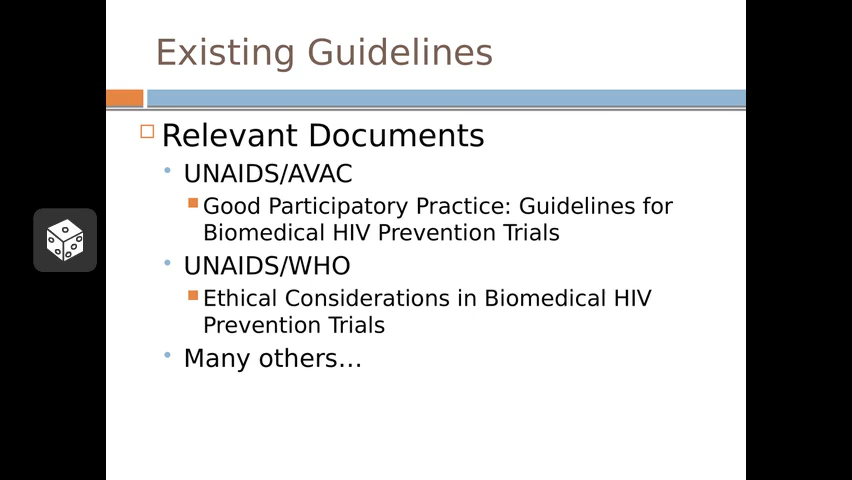 Existing Guidelines
Relevant Documents
UNAIDS/AVAC
Good Participatory Practice: Guidelines for
Biomedical HIV Prevention Trials
UNAIDS/WHO
Ethical Considerations in Biomedical HIV
Prevention Trials
Many others…